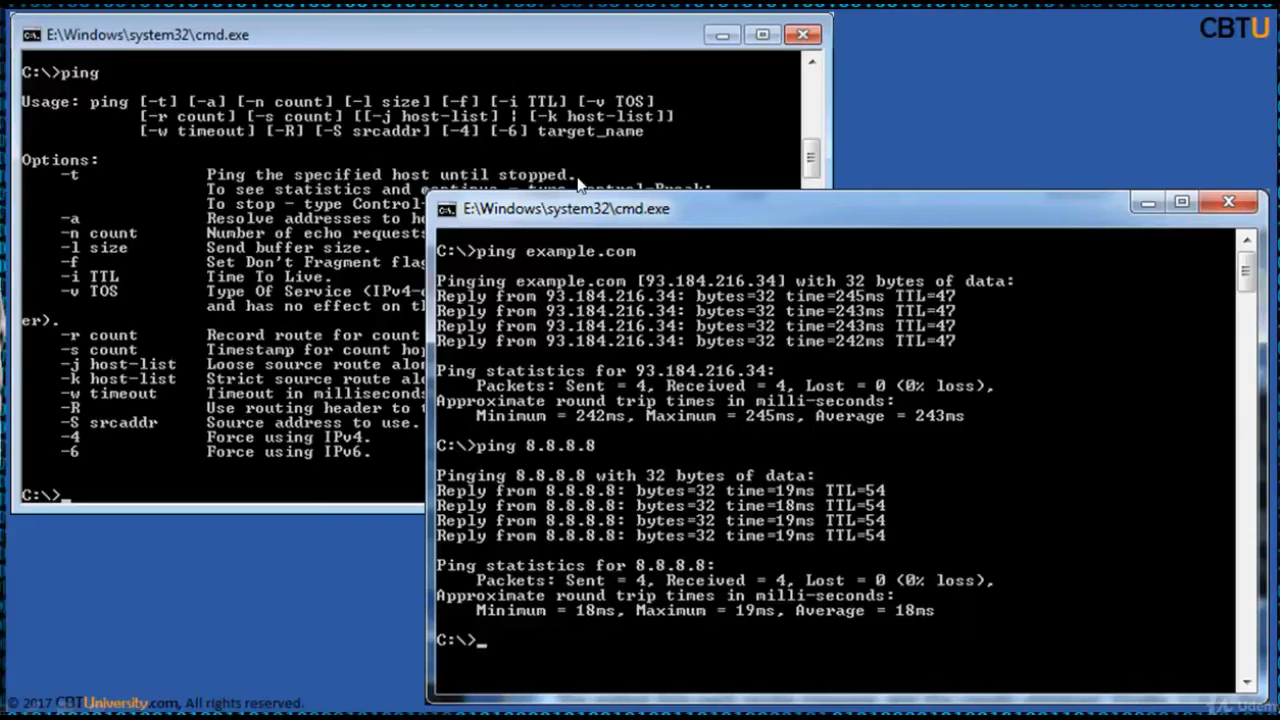 CBTU
E:\Windows\system32\cmd.exe
C:\>ping
Usage: ping [-t] [-a] [-n count] [-l size] [-f] [-i TTL] [-v TOS]
[-r count] [-s count] [[-j host-list] ¦ [-k host-list]]
[-w timeout] [-R] [-S srcaddr] [-4] [-6] target_name
Options:
-t Ping the specified host until stopped.
To see statistics and continue - type Control-Break;
To stop - type Control-
-a Resolve addresses to ho
-n count Number of echo requests
-l size Send buffer size.
-f Set Don't Fragment flag
-i TTL Time To Live.
-v TOS Type Of Service (IPv4-o
and has no effect on th
er).
-r count Record route for count
-s count Timestamp for count hop
-j host-list Loose source route alon
-k host-list Strict source route alo
-w timeout Timeout in milliseconds
-R Use routing header to t
-S srcaddr Source address to use.
-4 Force using IPv4.
-6 Force using IPv6.
C:\>_
E:\Windows\system32\cmd.exe
C:\>ping example.com
Pinging example.com [93.184.216.34] with 32 bytes of data:
Reply from 93.184.216.34: bytes=32 time=245ms TTL=47
Reply from 93.184.216.34: bytes=32 time=243ms TTL=47
Reply from 93.184.216.34: bytes=32 time=243ms TTL=47
Reply from 93.184.216.34: bytes=32 time=242ms TTL=47
Ping statistics for 93.184.216.34:
Packets: Sent = 4, Received = 4, Lost = 0 (0% loss),
Approximate round trip times in milli-seconds:
Minimum = 242ms, Maximum = 245ms, Average = 243ms
C:\>ping 8.8.8.8
Pinging 8.8.8.8 with 32 bytes of data:
Reply from 8.8.8.8: bytes=32 time=19ms TTL=54
Reply from 8.8.8.8: bytes=32 time=18ms TTL=54
Reply from 8.8.8.8: bytes=32 time=19ms TTL=54
Reply from 8.8.8.8: bytes=32 time=19ms TTL=54
Ping statistics for 8.8.8.8:
Packets: Sent = 4, Received = 4, Lost = 0 (0% loss),
Approximate round trip times in milli-seconds:
Minimum = 18ms, Maximum = 19ms, Average = 18ms
C:\>_
© 2017 CBTUniversity.com, All rights reserved.
Udemy